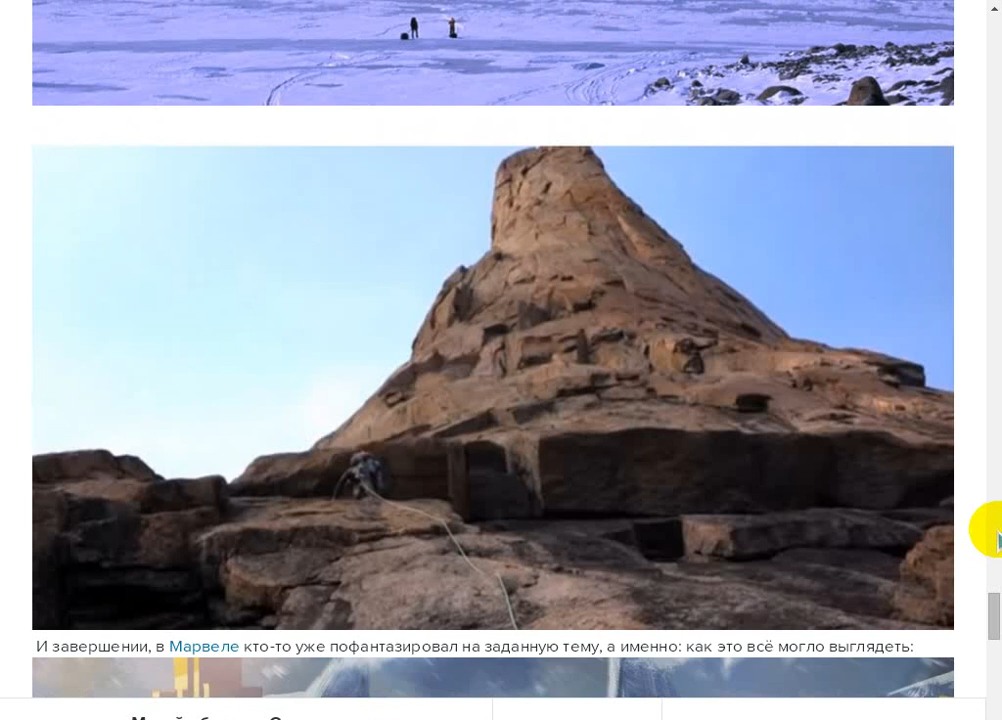 И завершении, в Марвеле кто-то уже пофантазировал на заданную тему, а именно: как это всё могло выглядеть: